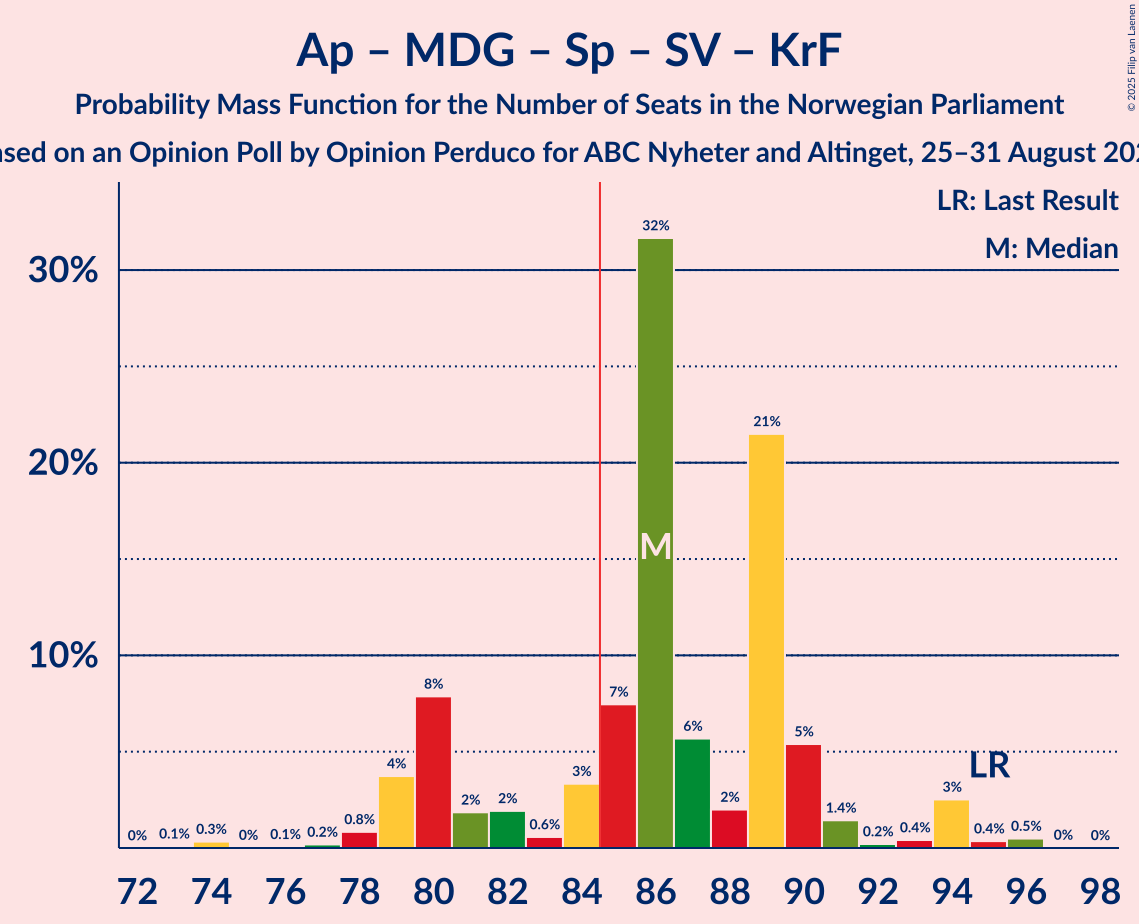 Ap – MDG – Sp – SV – KrF
Probability Mass Function for the Number of Seats in the Norwegian Parliament
on an Opinion Poll by Opinion Perduco for ABC Nyheter and Altinget, 25–31 August
© 2025 Filip van Laenen
LR: Last Result
M: Median
30%
20%
10%
0% 0.1% 0.3% 0% 0.1% 0.2% 0.8% 4% 8% 2% 2% 0.6% 3% 7% 32% 6% 2% 21% 5% 1.4% 0.2% 0.4% 3% 0.4% 0.5% 0% 0%
M
LR
72 74 76 78 80 82 84 86 88 90 92 94 96 98